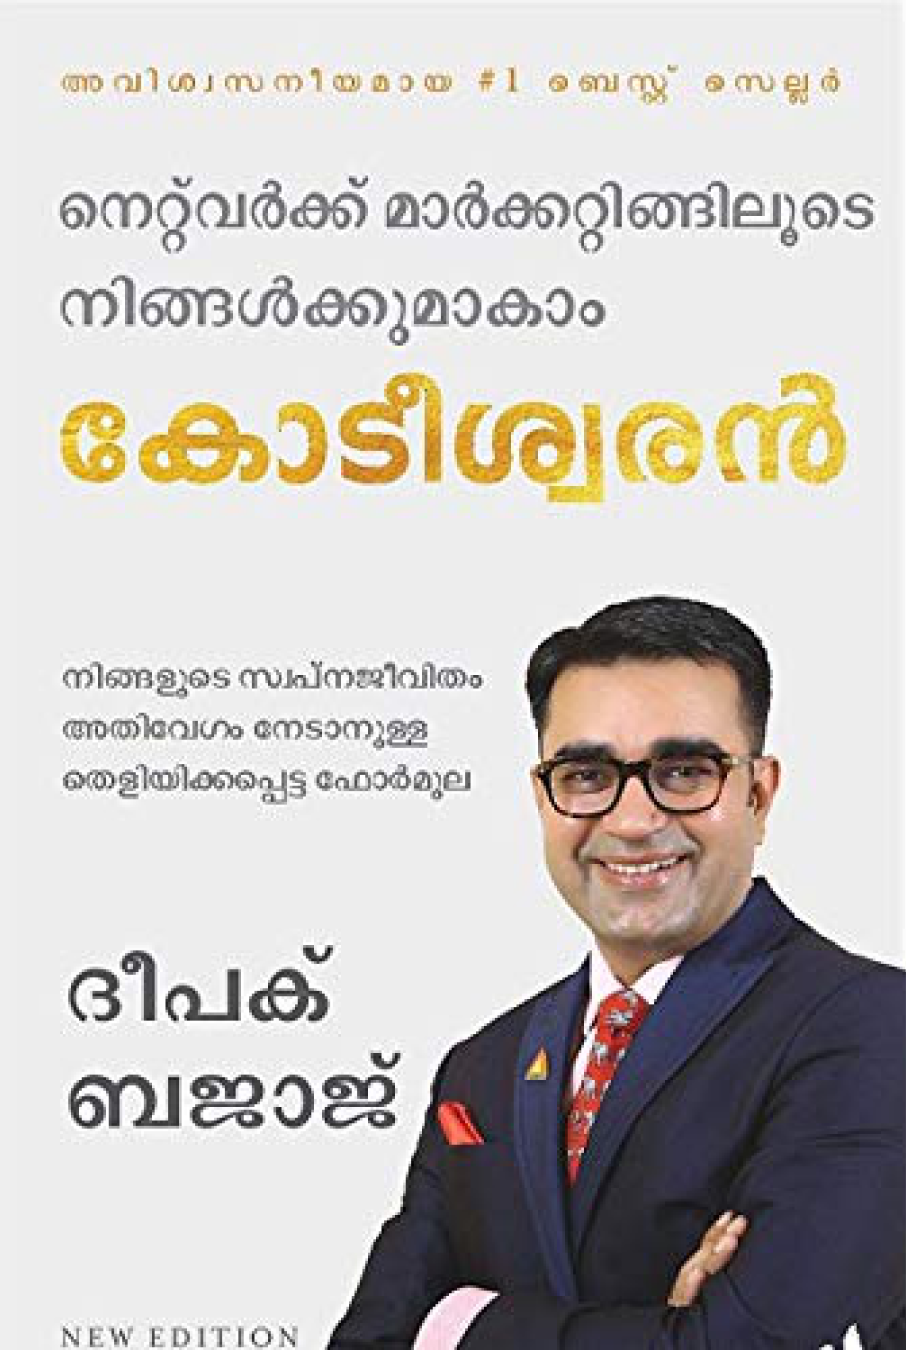 അവിശ്വസനീയമായ #1 ബെസ്റ്റ് സെല്ലർ
നെറ്റ്‌വർക്ക് മാർക്കറ്റിങ്ങിലൂടെ
നിങ്ങൾക്കുമാകാം
കോടീശ്വരൻ
നിങ്ങളുടെ സ്വപ്നജീവിതം
അതിവേഗം നേടാനുള്ള
തെളിയിക്കപ്പെട്ട ഫോർമുല
ദീപക്
ബജാജ്
NEW EDITION